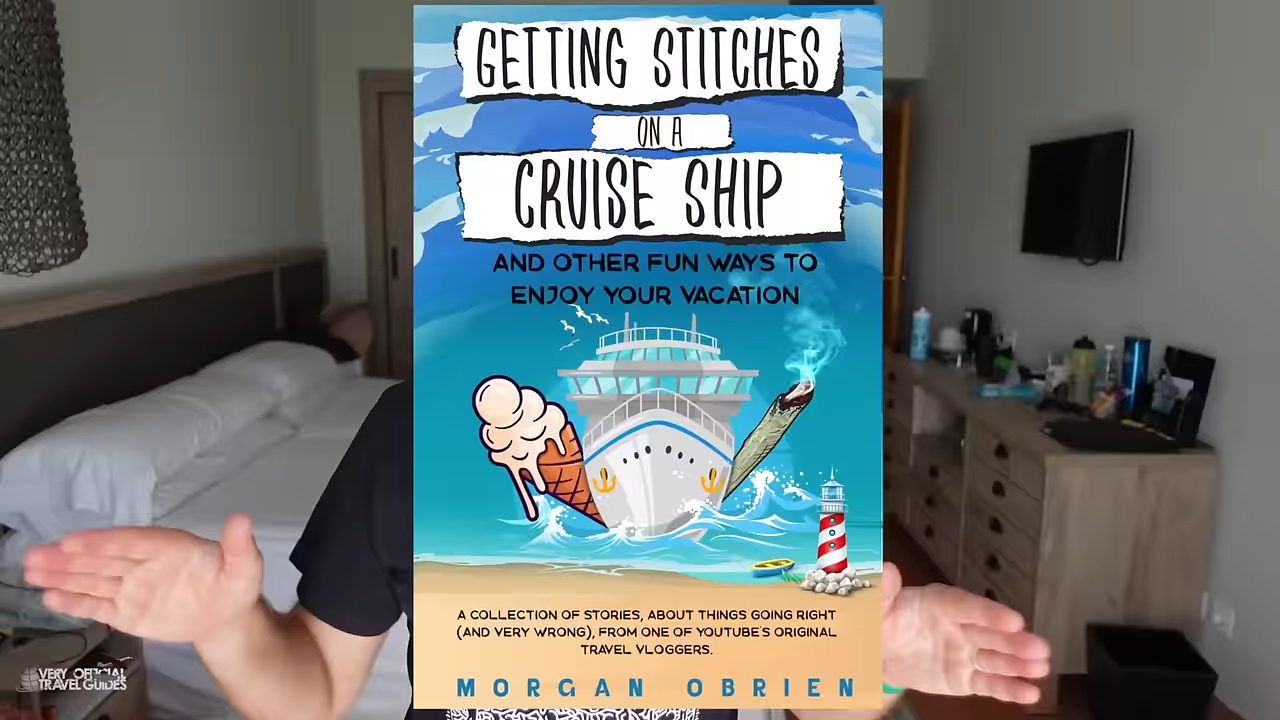 GETTING STITCHES
ON A
CRUISE SHIP
AND OTHER FUN WAYS TO
ENJOY YOUR VACATION
A COLLECTION OF STORIES, ABOUT THINGS GOING RIGHT
(AND VERY WRONG), FROM ONE OF YOUTUBE'S ORIGINAL
TRAVEL VLOGGERS.
MORGAN OBRIEN
VERY OFFICIAL
TRAVEL GUIDES